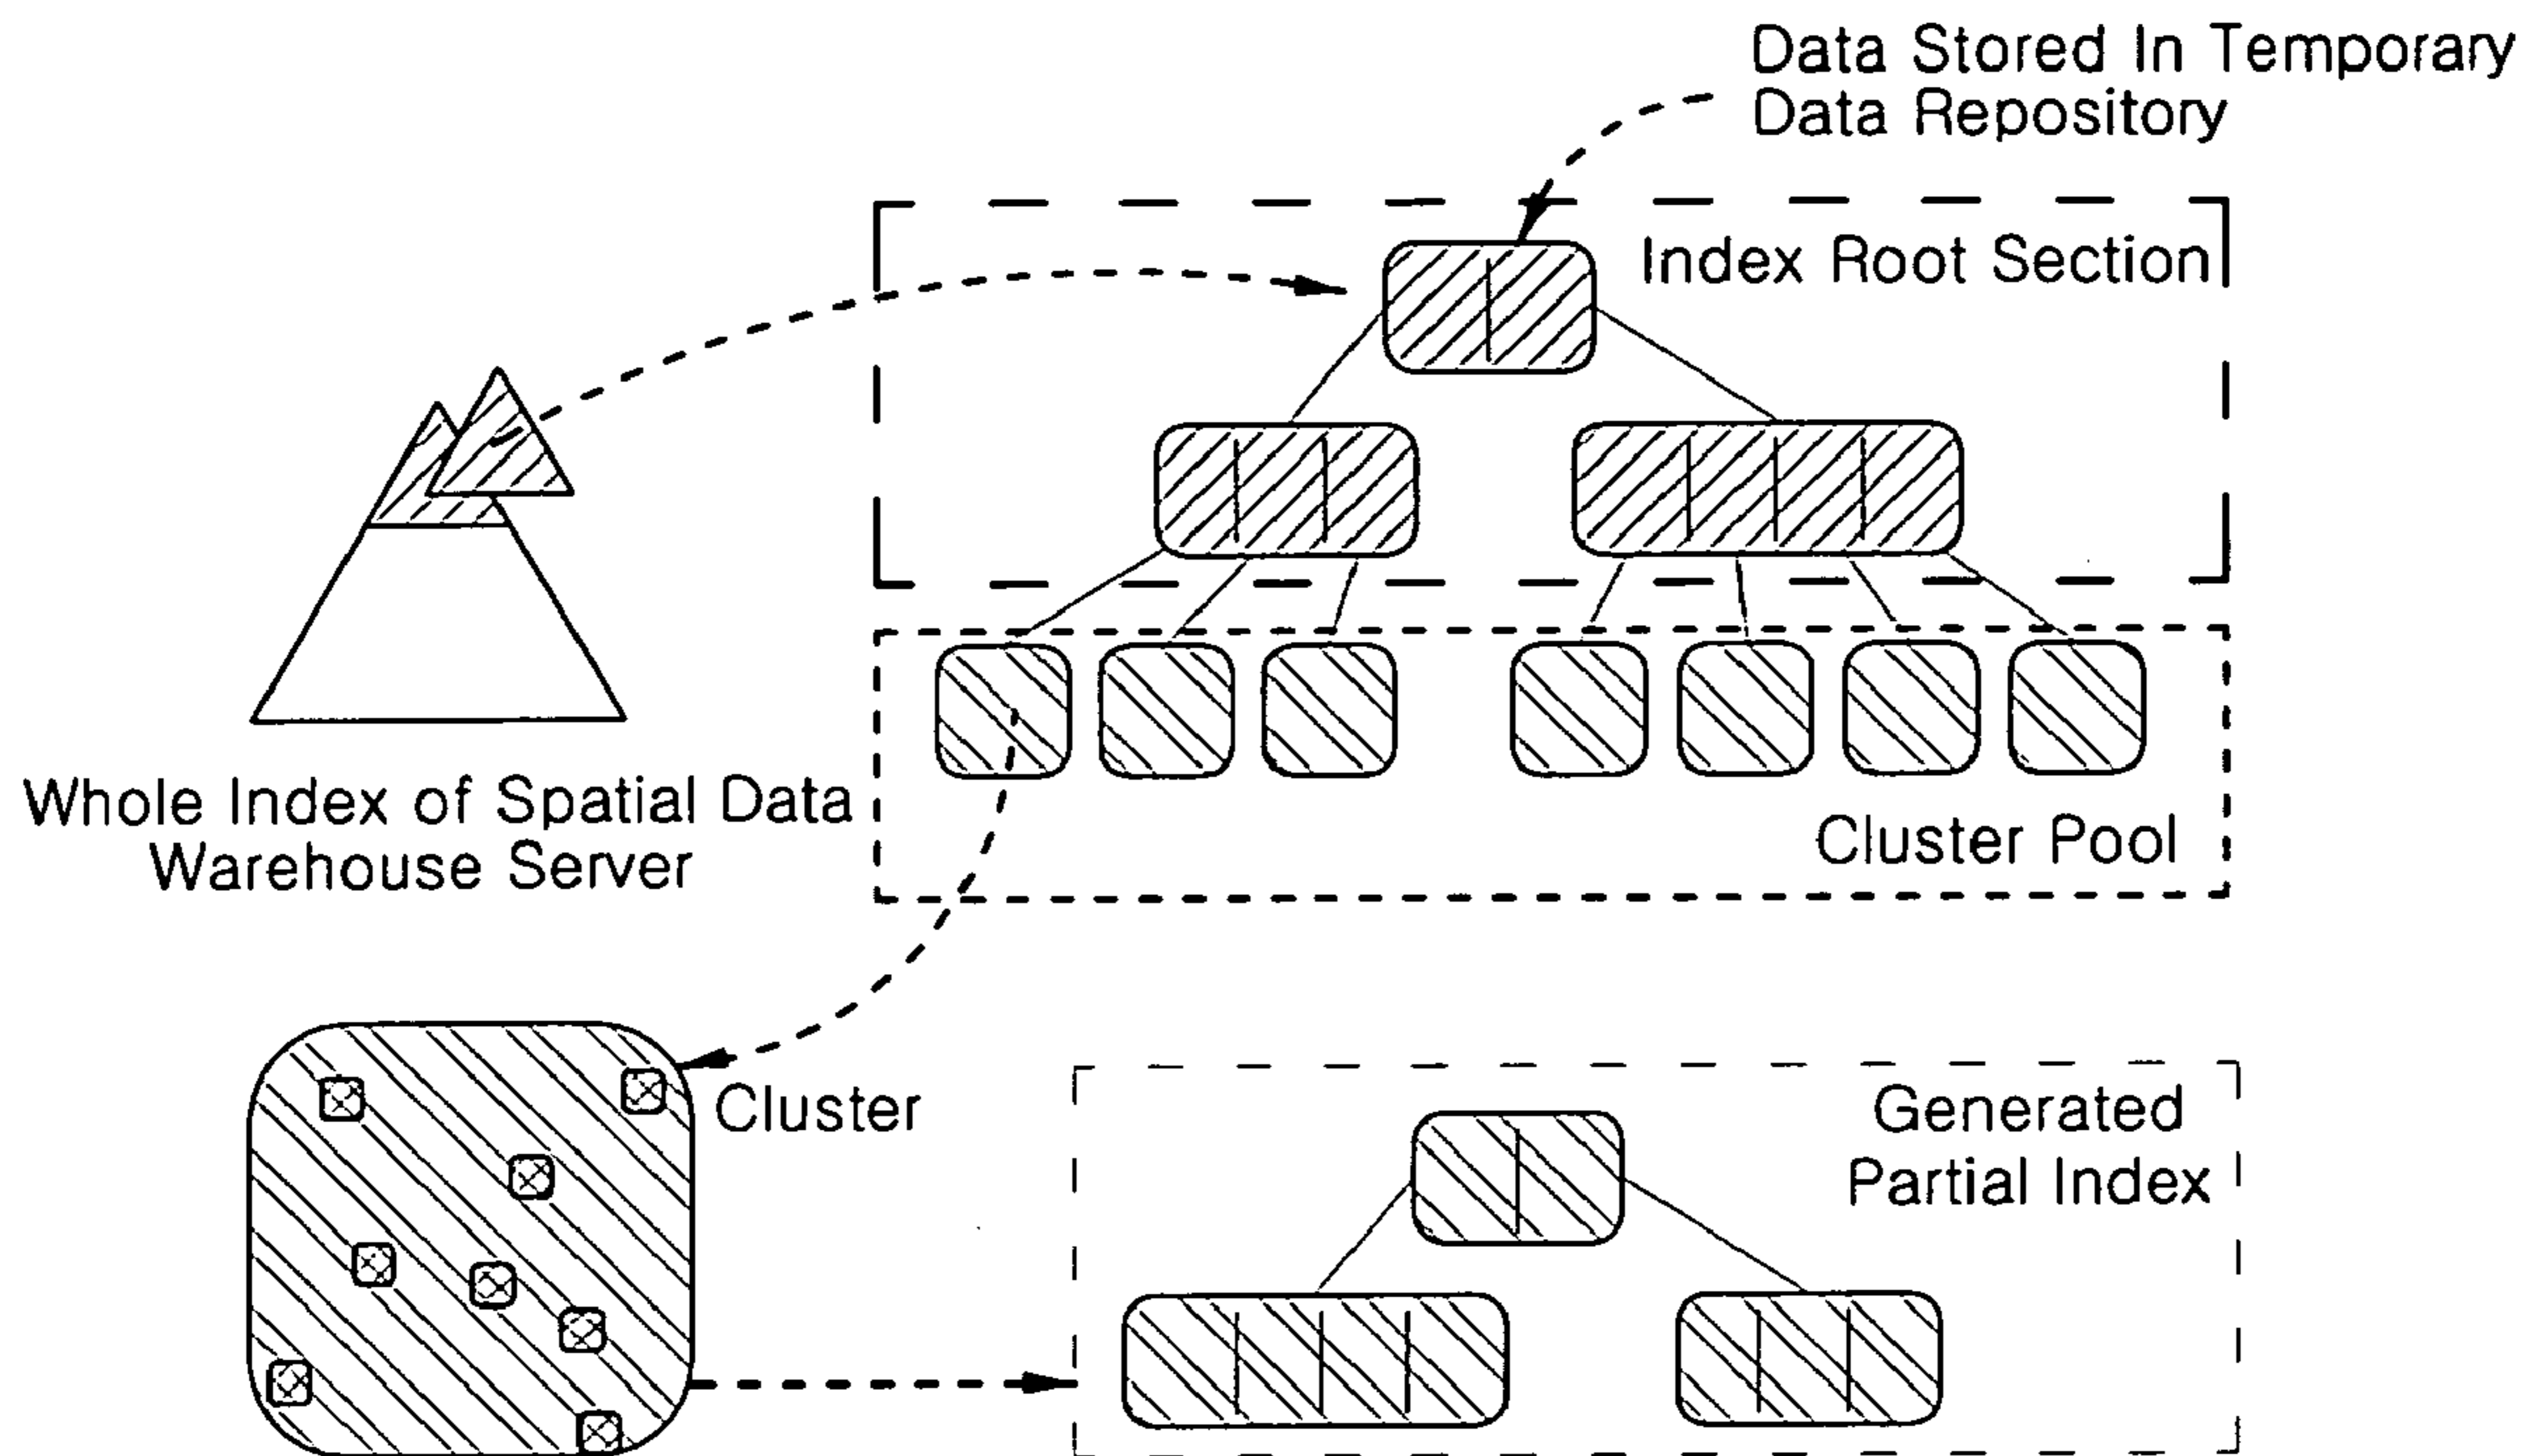 Data Stored In Temporary
Data Repository
Index Root Section
Whole Index of Spatial Data
Warehouse Server
Cluster Pool
Cluster
Generated
Partial Index